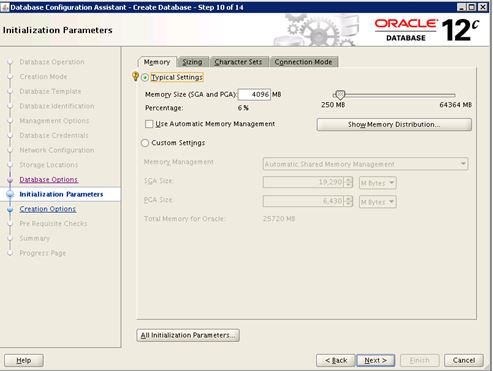 Database Configuration Assistant - Create Database - Step 10 of 14
Initialization Parameters
ORACLE
DATABASE 12c
Database Operation
Creation Mode
Database Template
Database Identification
Management Options
Database Credentials
Network Configuration
Storage Locations
Database Options
Initialization Parameters
Creation Options
Pre Requisite Checks
Summary
Progress Page
Memory Sizing Character Sets Connection Mode
Typical Settings
Memory Size (SGA and PGA): 4096 MB
250 MB 64364 MB
Percentage: 6 %
Use Automatic Memory Management
Show Memory Distribution...
Custom Settings
Memory Management Automatic Shared Memory Management
SGA Size: 19,290 M Bytes
PGA Size: 6,430 M Bytes
Total Memory for Oracle: 25720 MB
All Initialization Parameters...
Help
< Back Next > Finish Cancel